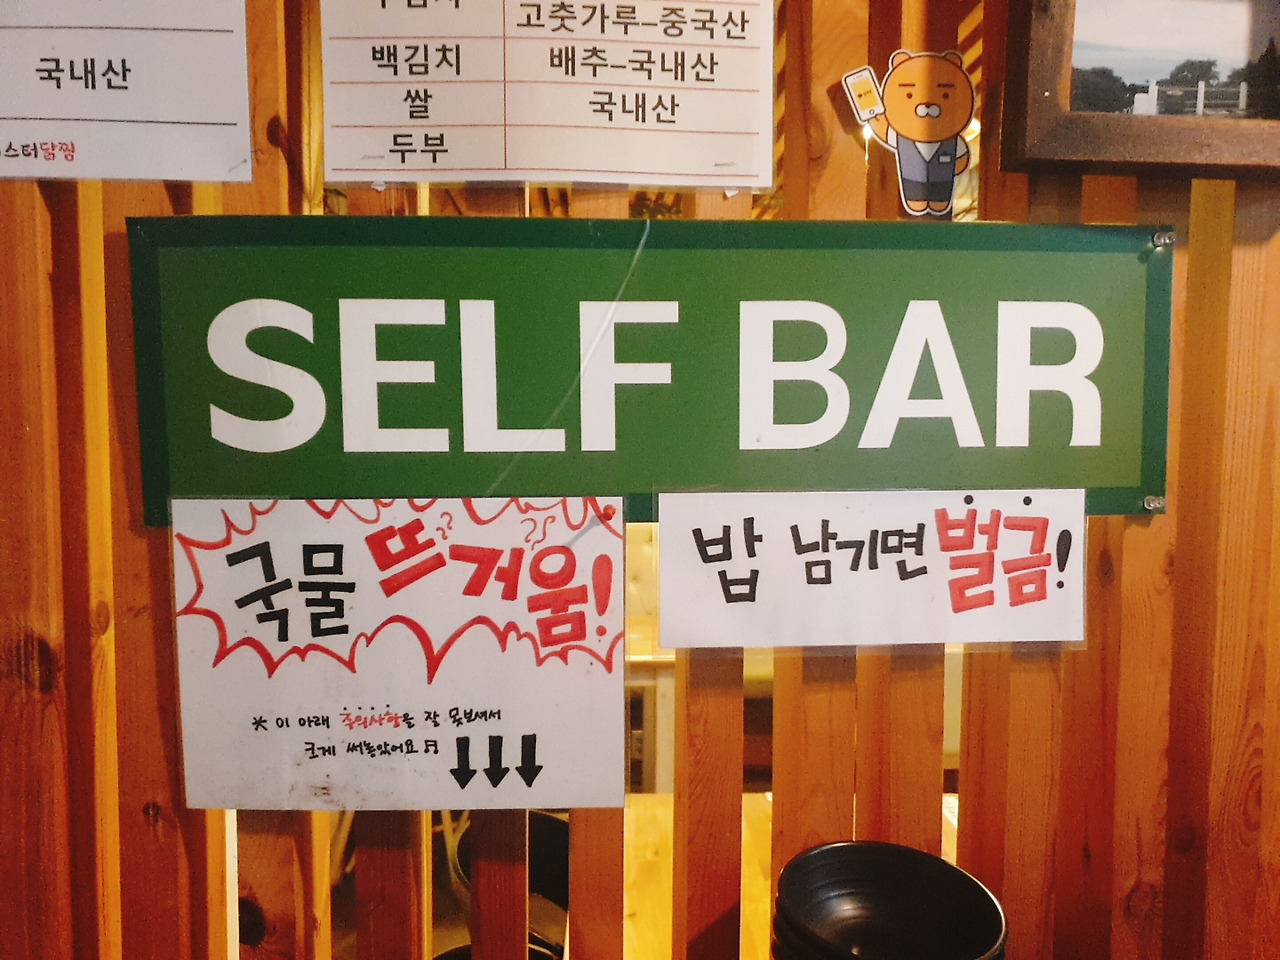 고춧가루-중국산
국내산
백김치 배추-국내산
쌀 국내산
두부
스터닭찜
SELF BAR
국물 뜨거움!
밥 남기면 벌금!
※ 이 아래 주의사항을 잘 못보셔서
크게 써놓았어요